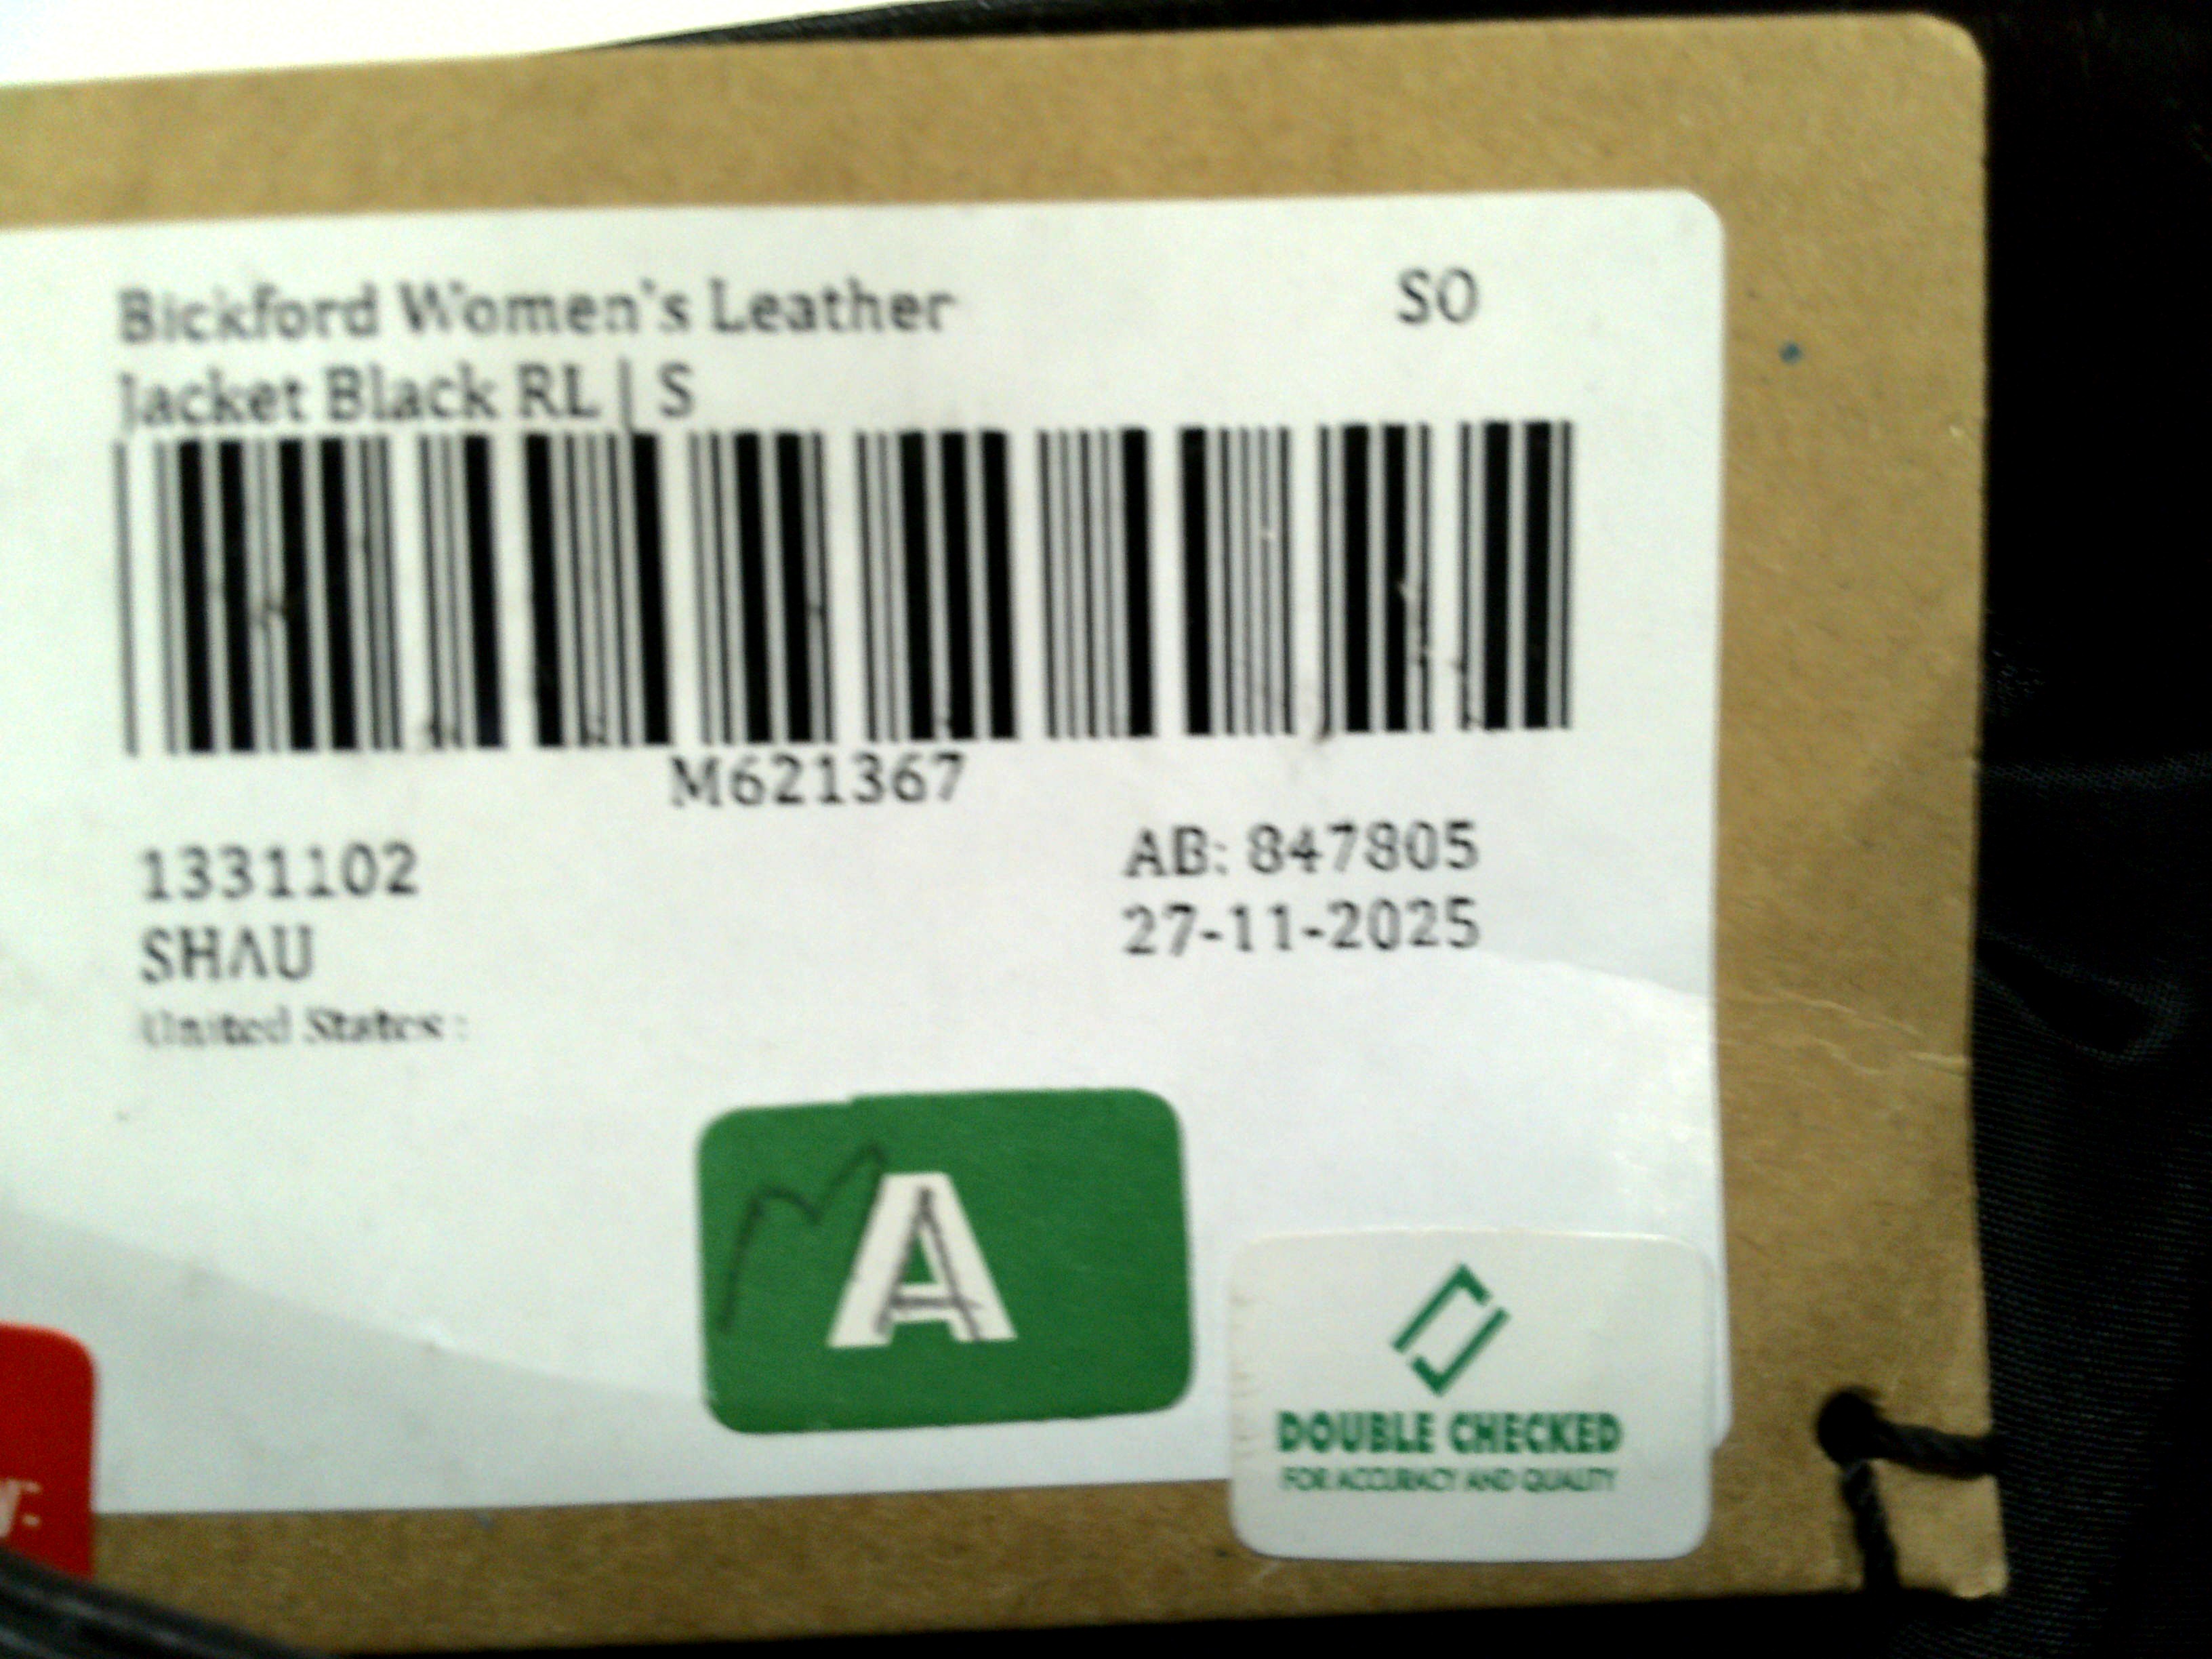 Bickford Women's Leather SO
Jacket Black RL | S
M621367
1331102 AB: 847805
SHAU 27-11-2025
United States :
A
DOUBLE CHECKED
FOR ACCURACY AND QUALITY